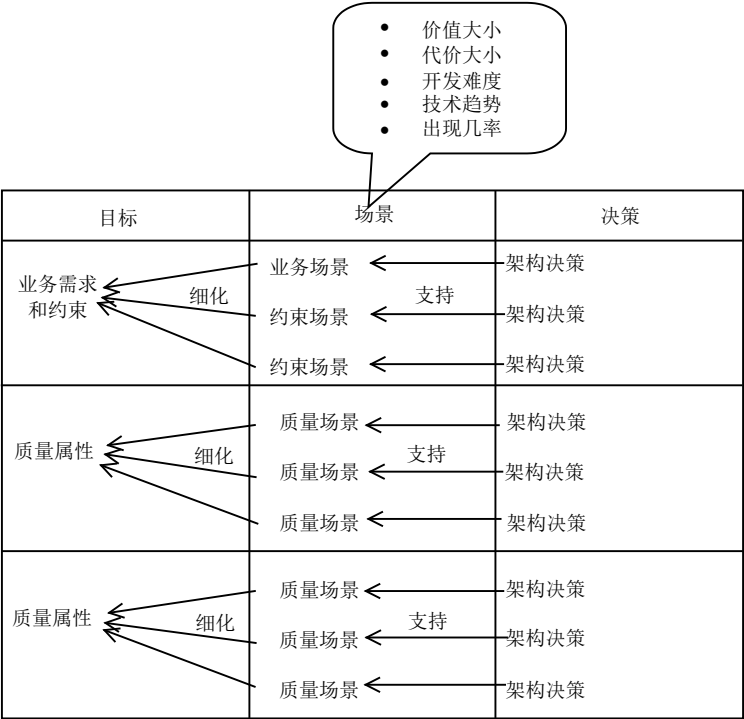 价值大小
代价大小
开发难度
技术趋势
出现几率
目标 场景 决策
业务需求
和约束
细化
业务场景
约束场景
约束场景
支持
架构决策
架构决策
架构决策
质量属性
细化
质量场景
质量场景
质量场景
支持
架构决策
架构决策
架构决策
质量属性
细化
质量场景
质量场景
质量场景
支持
架构决策
架构决策
架构决策